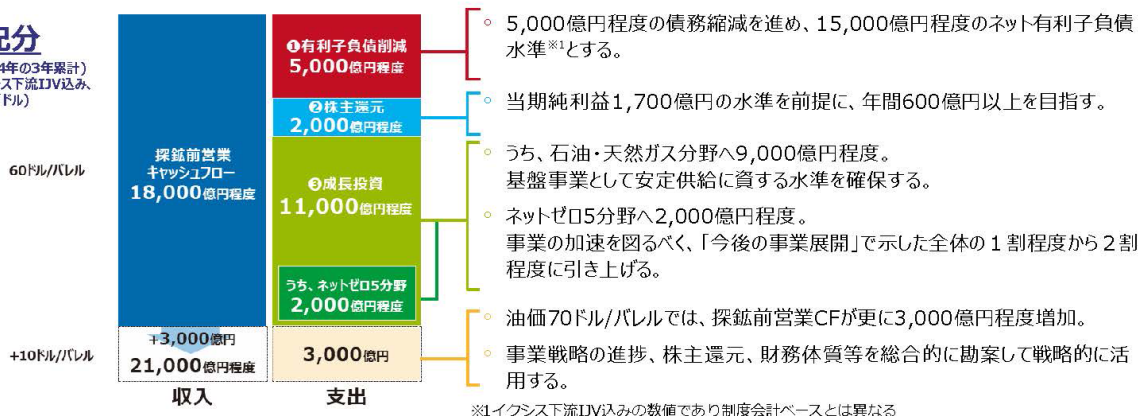 配分
4年の3年累計)
ス下流IJV込み、
ドル)
60ドル/バレル
+10ドル/バレル
探鉱前営業
キャッシュフロー
18,000億円程度
+3,000億円
21,000億円程度
収入
❶有利子負債削減
5,000億円程度
❷株主還元
2,000億円程度
❸成長投資
11,000億円程度
うち、ネットゼロ5分野
2,000億円程度
3,000億円
支出
○ 5,000億円程度の債務縮減を進め、15,000億円程度のネット有利子負債
水準※1とする。
○ 当期純利益1,700億円の水準を前提に、年間600億円以上を目指す。
○ うち、石油・天然ガス分野へ9,000億円程度。
基盤事業として安定供給に資する水準を確保する。
○ ネットゼロ5分野へ2,000億円程度。
事業の加速を図るべく、「今後の事業展開」で示した全体の1割程度から2割
程度に引き上げる。
○ 油価70ドル/バレルでは、探鉱前営業CFが更に3,000億円程度増加。
○ 事業戦略の進捗、株主還元、財務体質等を総合的に勘案して戦略的に活
用する。
※1イクシス下流IJV込みの数値であり制度会計ベースとは異なる